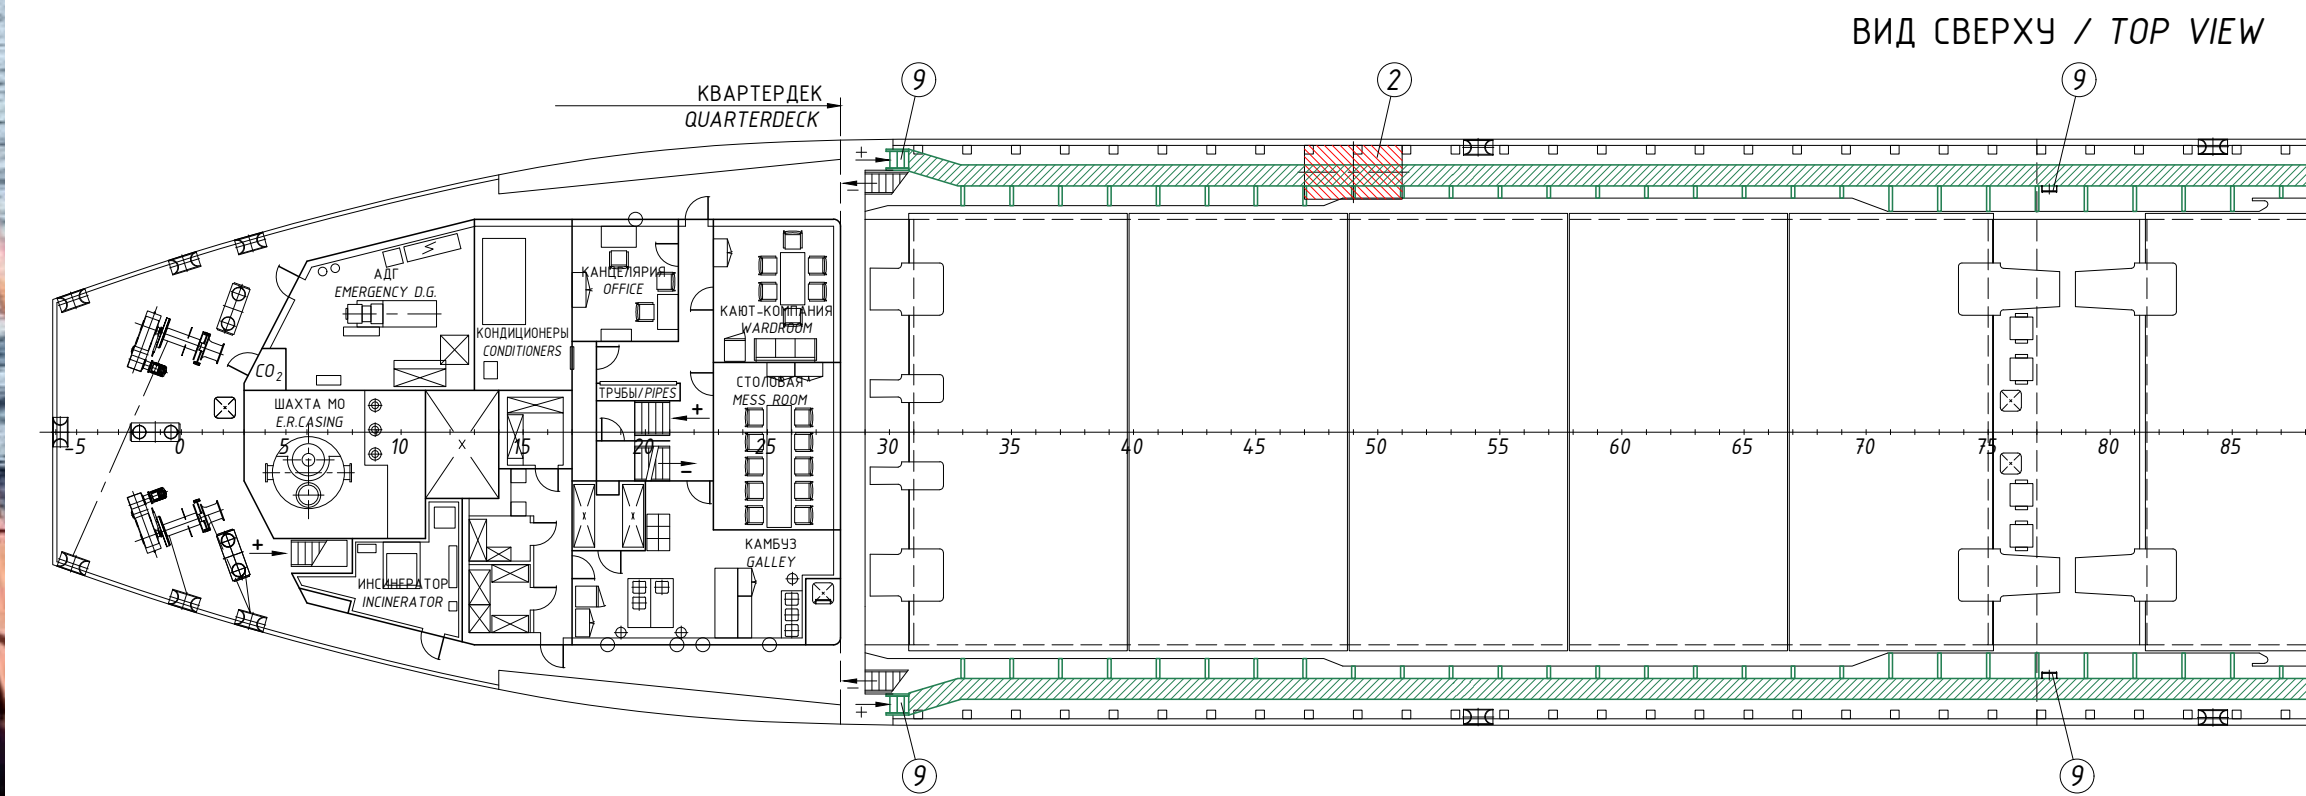 ВИД СВЕРХУ / TOP VIEW
9
2
9
КВАРТЕРДЕК
QUARTERDECK
+
–
АДГ
EMERGENCY D.G.
КАНЦЕЛЯРИЯ
OFFICE
КАЮТ-КОМПАНИЯ
WARDROOM
КОНДИЦИОНЕРЫ
CONDITIONERS
CO2
ТРУБЫ/PIPES
СТОЛОВАЯ
MESS ROOM
ШАХТА МО
E.R.CASING
+
-5 0 5 10 15 20 25 30 35 40 45 50 55 60 65 70 75 80 85
=
КАМБУЗ
GALLEY
+
ИНСИНЕРАТОР
INCINERATOR
–
+
9
9